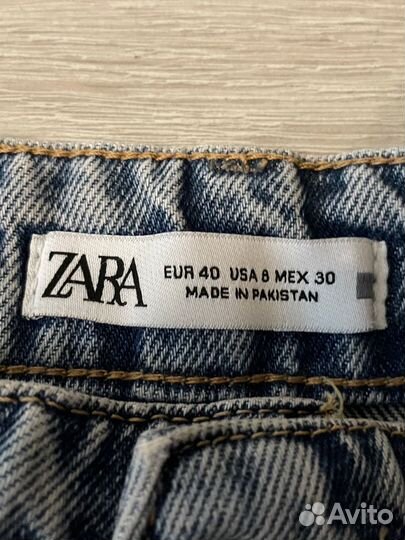 ZARA
EUR 40 USA 8 MEX 30
MADE IN PAKISTAN
Avito